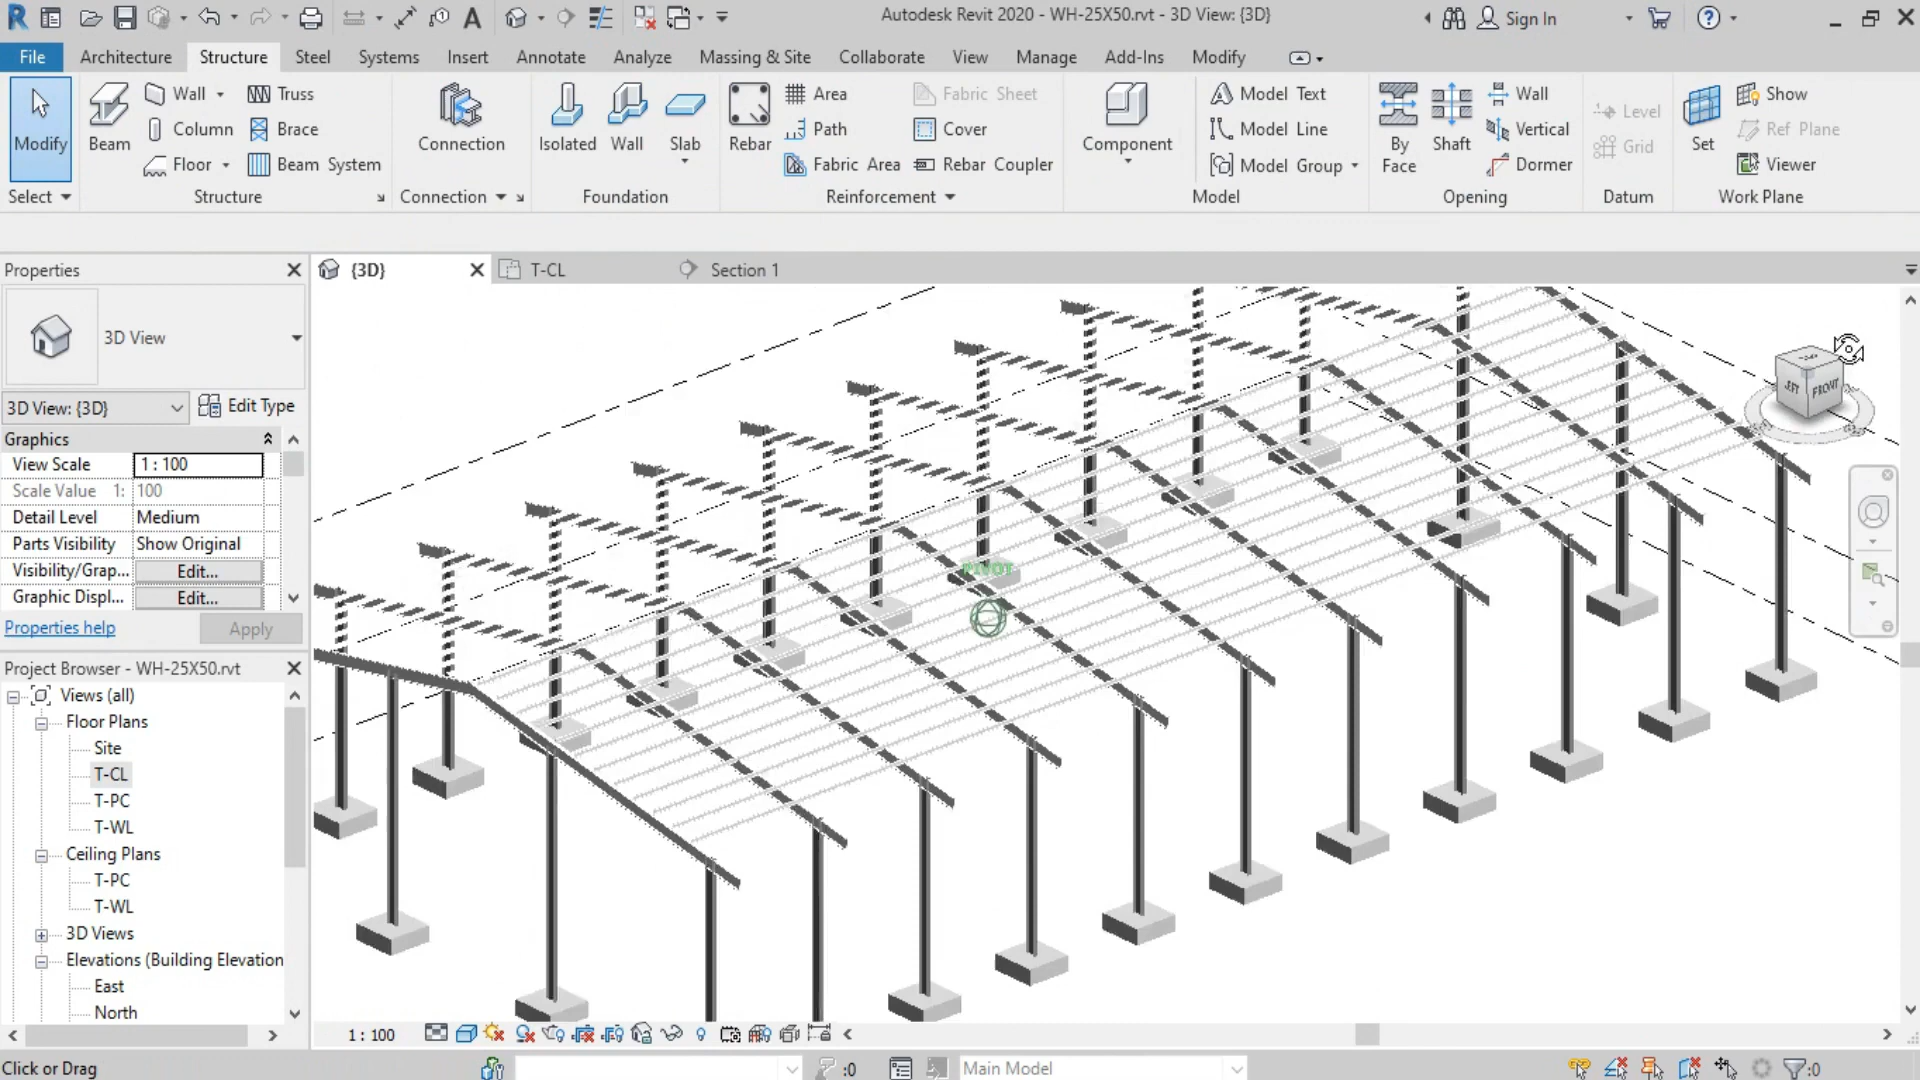 Autodesk Revit 2020 - WH-25X50.rvt - 3D View: {3D}
Sign In
File Architecture Structure Steel Systems Insert Annotate Analyze Massing & Site Collaborate View Manage Add-Ins Modify
Modify
Select
Beam
Wall
Column
Floor
Truss
Brace
Beam System
Structure
Connection
Connection
Isolated
Wall
Slab
Foundation
Rebar
Area
Path
Fabric Area
Fabric Sheet
Cover
Rebar Coupler
Reinforcement
Component
Model Text
Model Line
Model Group
Model
By
Face
Shaft
Wall
Vertical
Dormer
Opening
Level
Grid
Datum
Set
Show
Ref Plane
Viewer
Work Plane
Properties
{3D}
T-CL
Section 1
3D View
3D View: {3D}
Edit Type
Graphics
View Scale 1 : 100
Scale Value 1: 100
Detail Level Medium
Parts Visibility Show Original
Visibility/Grap... Edit...
Graphic Displ... Edit...
Properties help
Apply
Project Browser - WH-25X50.rvt
Views (all)
Floor Plans
Site
T-CL
T-PC
T-WL
Ceiling Plans
T-PC
T-WL
3D Views
Elevations (Building Elevation
East
North
PIVOT
FRONT
1 : 100
Click or Drag
:0
Main Model
:0